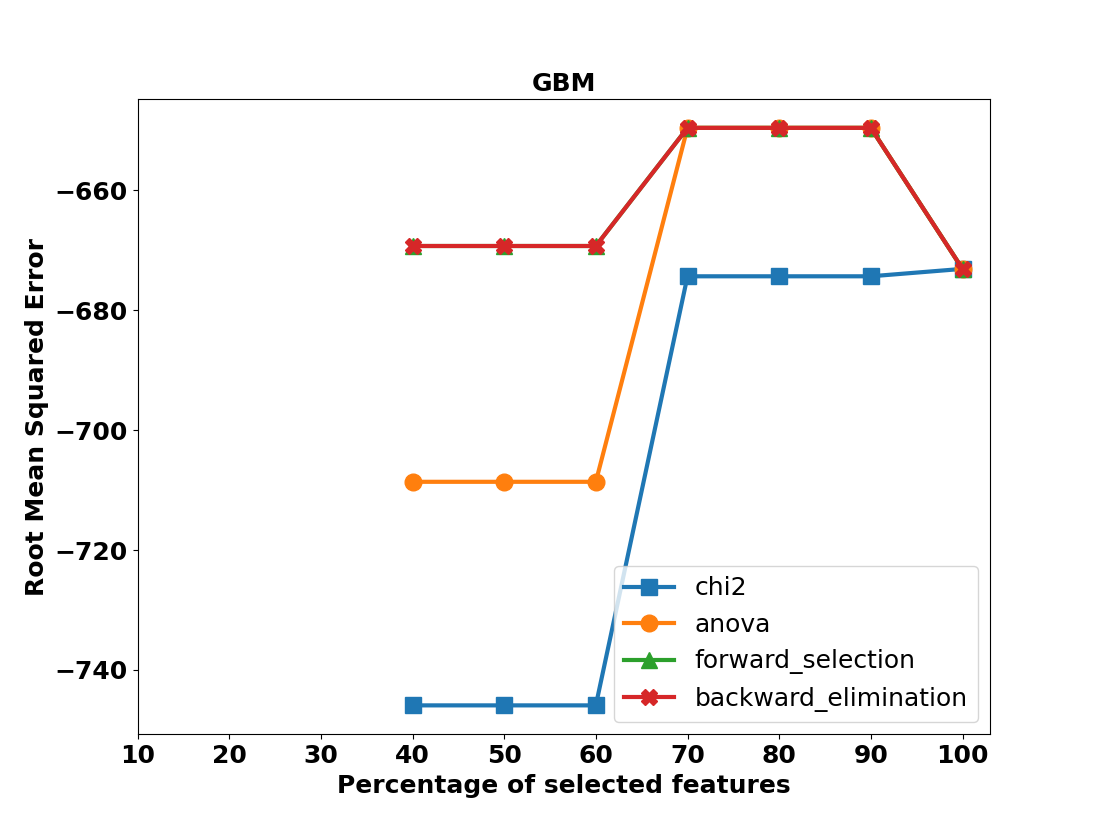 GBM
Root Mean Squared Error
−660
−680
−700
−720
−740
chi2
anova
forward_selection
backward_elimination
10 20 30 40 50 60 70 80 90 100
Percentage of selected features